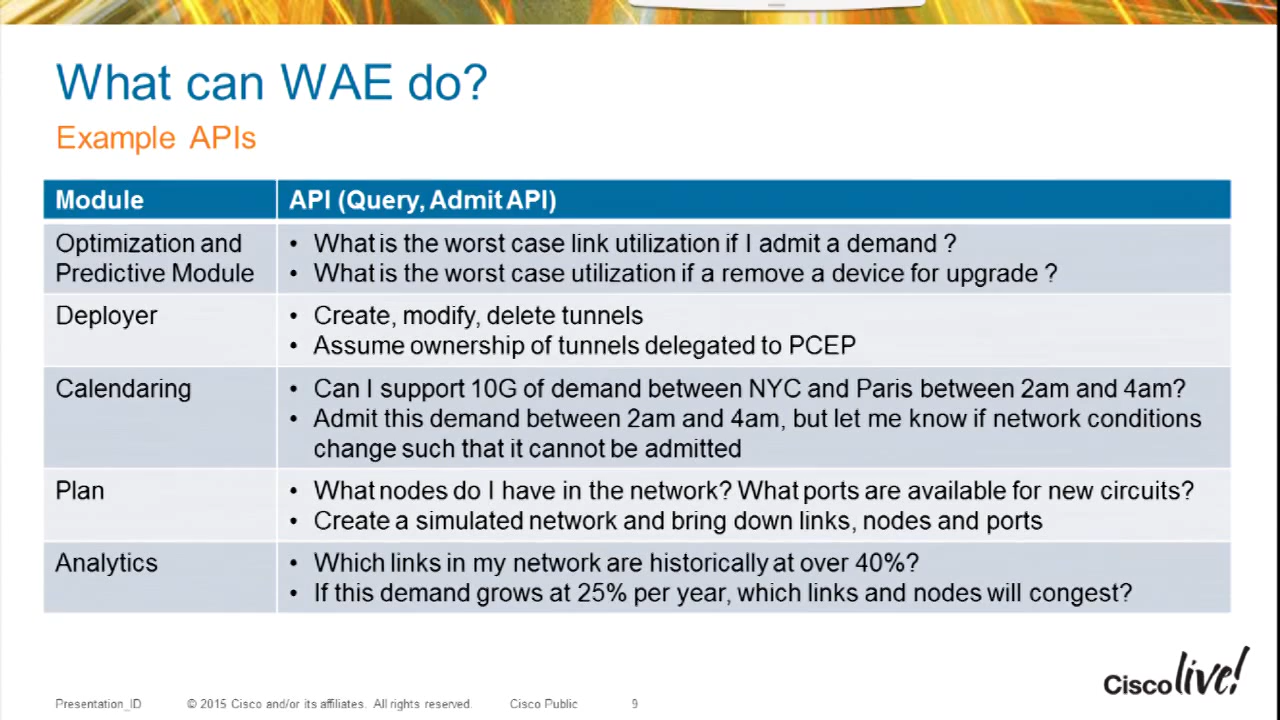 What can WAE do?
Example APIs
Module
API (Query, Admit API)
Optimization and
Predictive Module
• What is the worst case link utilization if I admit a demand ?
• What is the worst case utilization if a remove a device for upgrade ?
Deployer
• Create, modify, delete tunnels
• Assume ownership of tunnels delegated to PCEP
Calendaring
• Can I support 10G of demand between NYC and Paris between 2am and 4am?
• Admit this demand between 2am and 4am, but let me know if network conditions
change such that it cannot be admitted
Plan
• What nodes do I have in the network? What ports are available for new circuits?
• Create a simulated network and bring down links, nodes and ports
Analytics
• Which links in my network are historically at over 40%?
• If this demand grows at 25% per year, which links and nodes will congest?
Cisco live!
Presentation_ID
© 2015 Cisco and/or its affiliates. All rights reserved.
Cisco Public
9